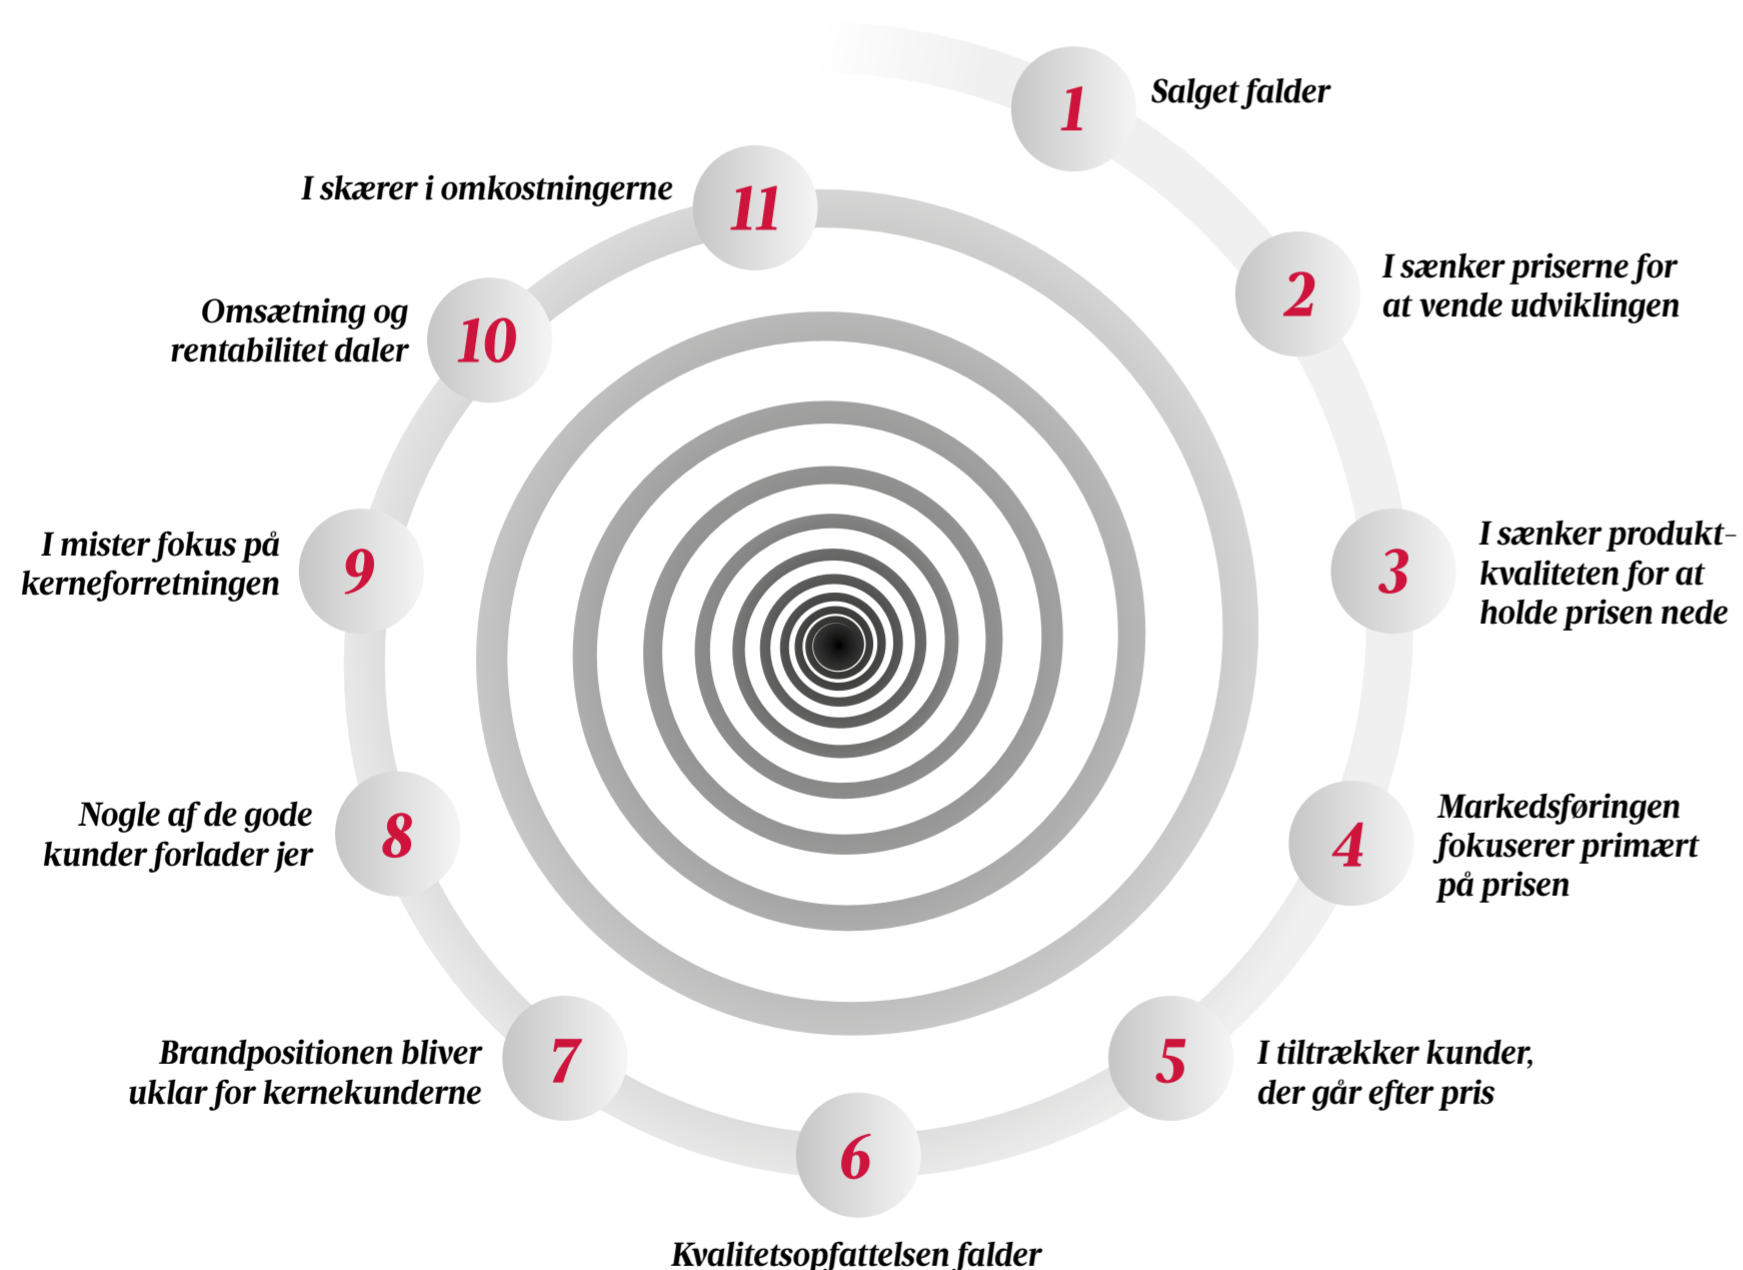 1
Salget falder
2
I sænker priserne for
at vende udviklingen
3
I sænker produkt-
kvaliteten for at
holde prisen nede
4
Markedsføringen
fokuserer primært
på prisen
5
I tiltrækker kunder,
der går efter pris
6
Kvalitetsopfattelsen falder
7
Brandpositionen bliver
uklar for kernekunderne
8
Nogle af de gode
kunder forlader jer
9
I mister fokus på
kerneforretningen
10
Omsætning og
rentabilitet daler
11
I skærer i omkostningerne